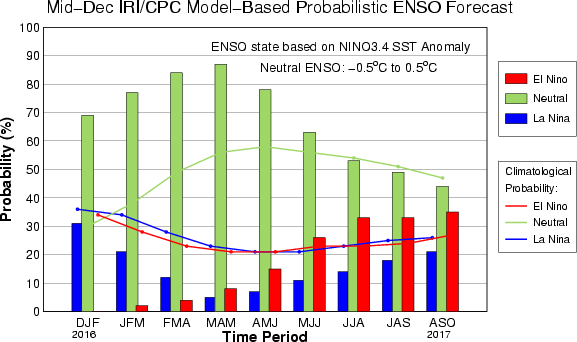 Mid-Dec IRI/CPC Model-Based Probabilistic ENSO Forecast
ENSO state based on NINO3.4 SST Anomaly
Neutral ENSO: -0.5°C to 0.5°C
Probability (%)
100
90
80
70
60
50
40
30
20
10
0
DJF JFM FMA MAM AMJ MJJ JJA JAS ASO
2016 2017
Time Period
El Nino
Neutral
La Nina
Climatological
Probability:
El Nino
Neutral
La Nina